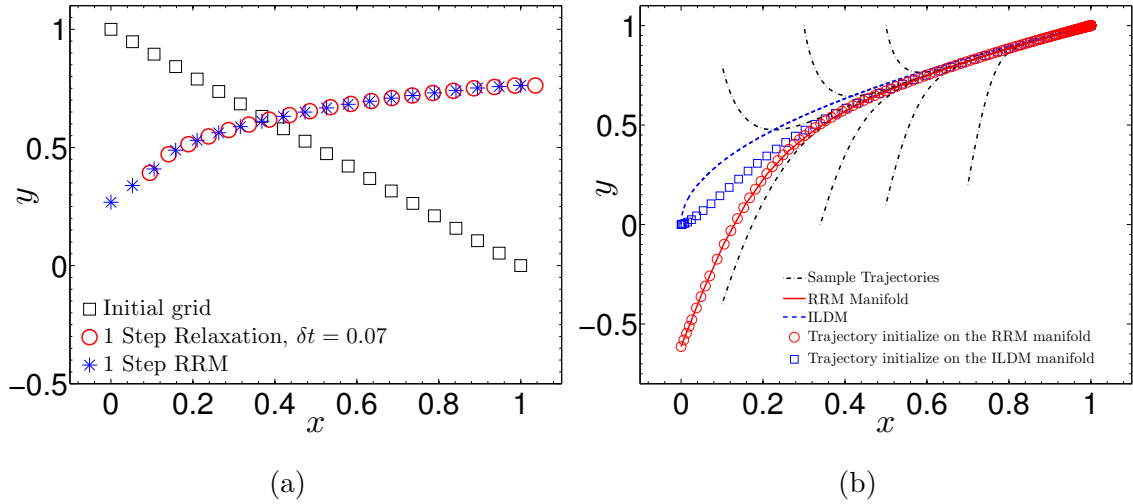 1
0.5
0
−0.5
y
0
0.2
0.4
0.6
0.8
1
x
Initial grid
1 Step Relaxation, δt = 0.07
1 Step RRM
(a)
1
0.5
0
−0.5
y
0
0.2
0.4
0.6
0.8
1
x
Sample Trajectories
RRM Manifold
ILDM
Trajectory initialize on the RRM manifold
Trajectory initialize on the ILDM manifold
(b)